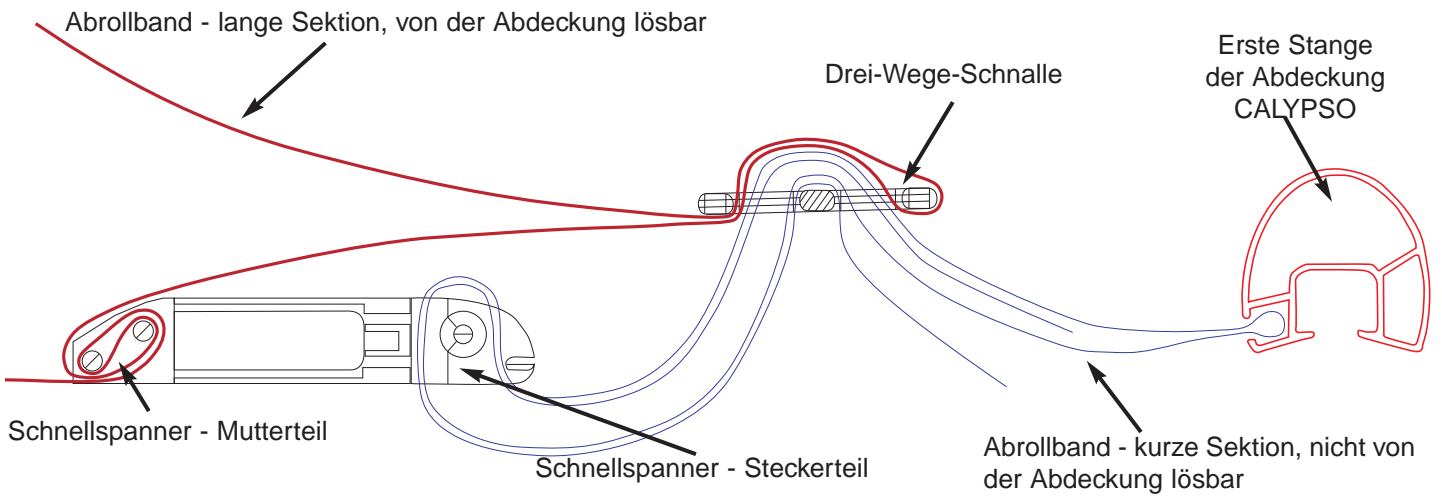 Abrollband - lange Sektion, von der Abdeckung lösbar
Drei-Wege-Schnalle
Erste Stange
der Abdeckung
CALYPSO
Schnellspanner - Mutterteil
Schnellspanner - Steckerteil
Abrollband - kurze Sektion, nicht von
der Abdeckung lösbar